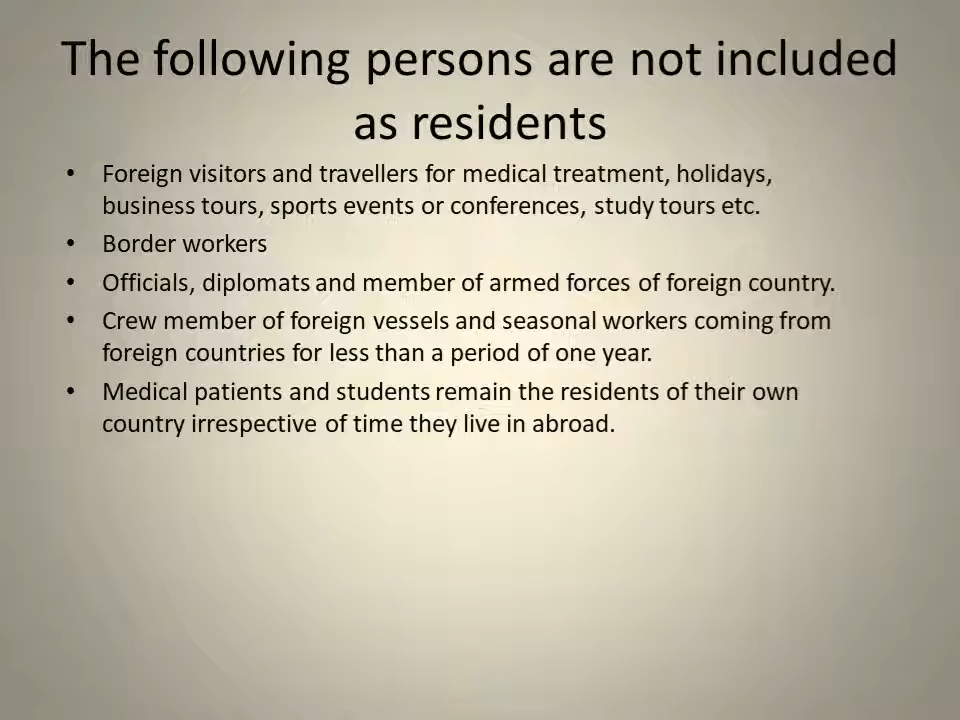 The following persons are not included
as residents
• Foreign visitors and travellers for medical treatment, holidays,
business tours, sports events or conferences, study tours etc.
• Border workers
• Officials, diplomats and member of armed forces of foreign country.
• Crew member of foreign vessels and seasonal workers coming from
foreign countries for less than a period of one year.
• Medical patients and students remain the residents of their own
country irrespective of time they live in abroad.